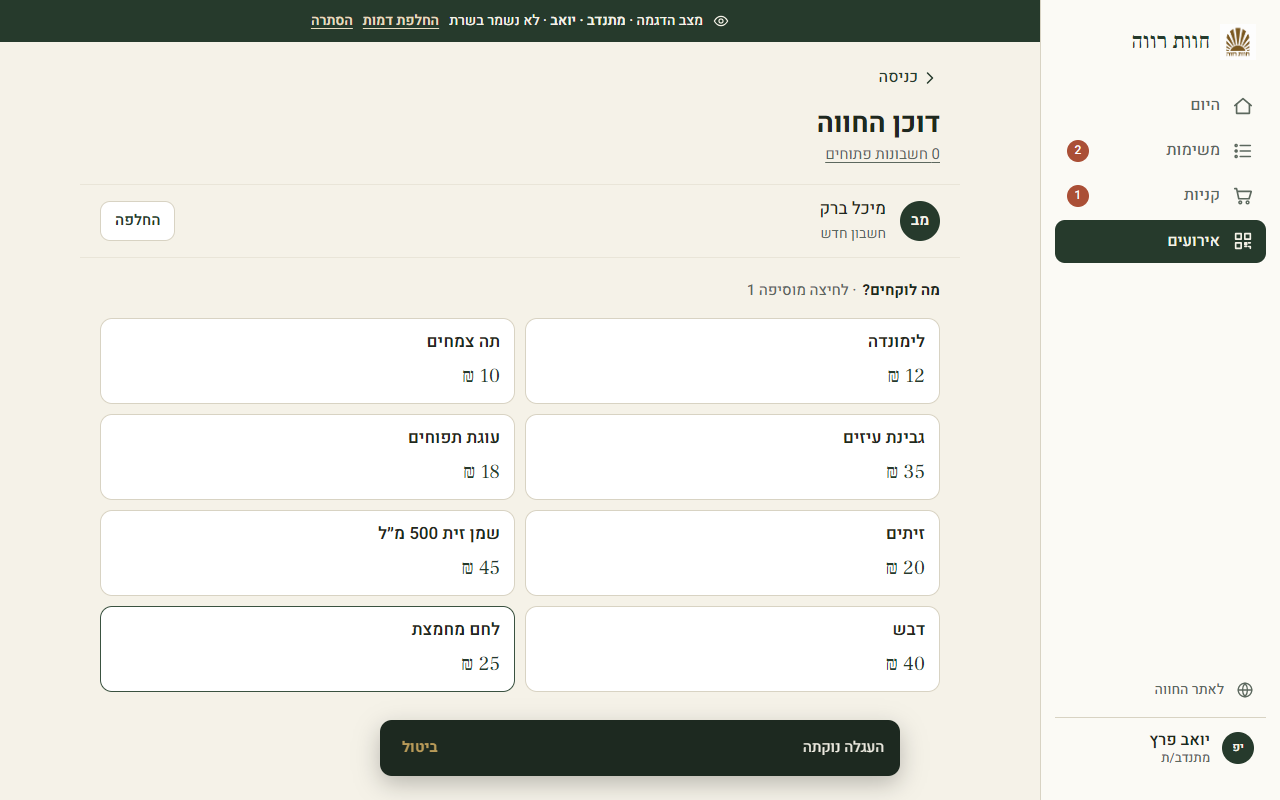 מצב הדגמה · מתנדב · יואב · לא נשמר בשרת החלפת דמות הסתרה
חוות רווה
היום
משימות 2
קניות 1
אירועים
לאתר החווה
יפ
יואב פרץ
מתנדב/ת
כניסה
דוכן החווה
0 חשבונות פתוחים
מב
מיכל ברק
חשבון חדש
החלפה
מה לוקחים? · לחיצה מוסיפה 1
לימונדה
12 ₪
תה צמחים
10 ₪
גבינת עיזים
35 ₪
עוגת תפוחים
18 ₪
זיתים
20 ₪
שמן זית 500 מ״ל
45 ₪
דבש
40 ₪
לחם מחמצת
25 ₪
העגלה נוקתה
ביטול